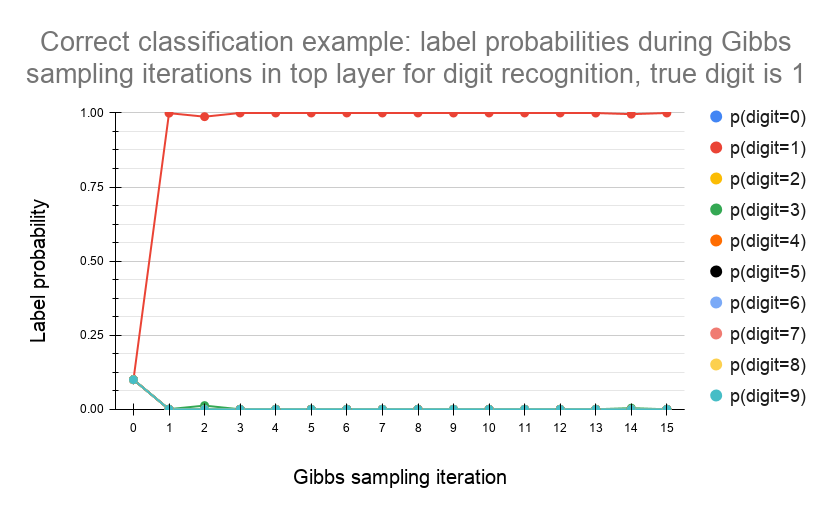 Correct classification example: label probabilities during Gibbs
sampling iterations in top layer for digit recognition, true digit is 1
1.00
0.75
0.50
0.25
0.00
Label probability
0 1 2 3 4 5 6 7 8 9 10 11 12 13 14 15
Gibbs sampling iteration
p(digit=0)
p(digit=1)
p(digit=2)
p(digit=3)
p(digit=4)
p(digit=5)
p(digit=6)
p(digit=7)
p(digit=8)
p(digit=9)